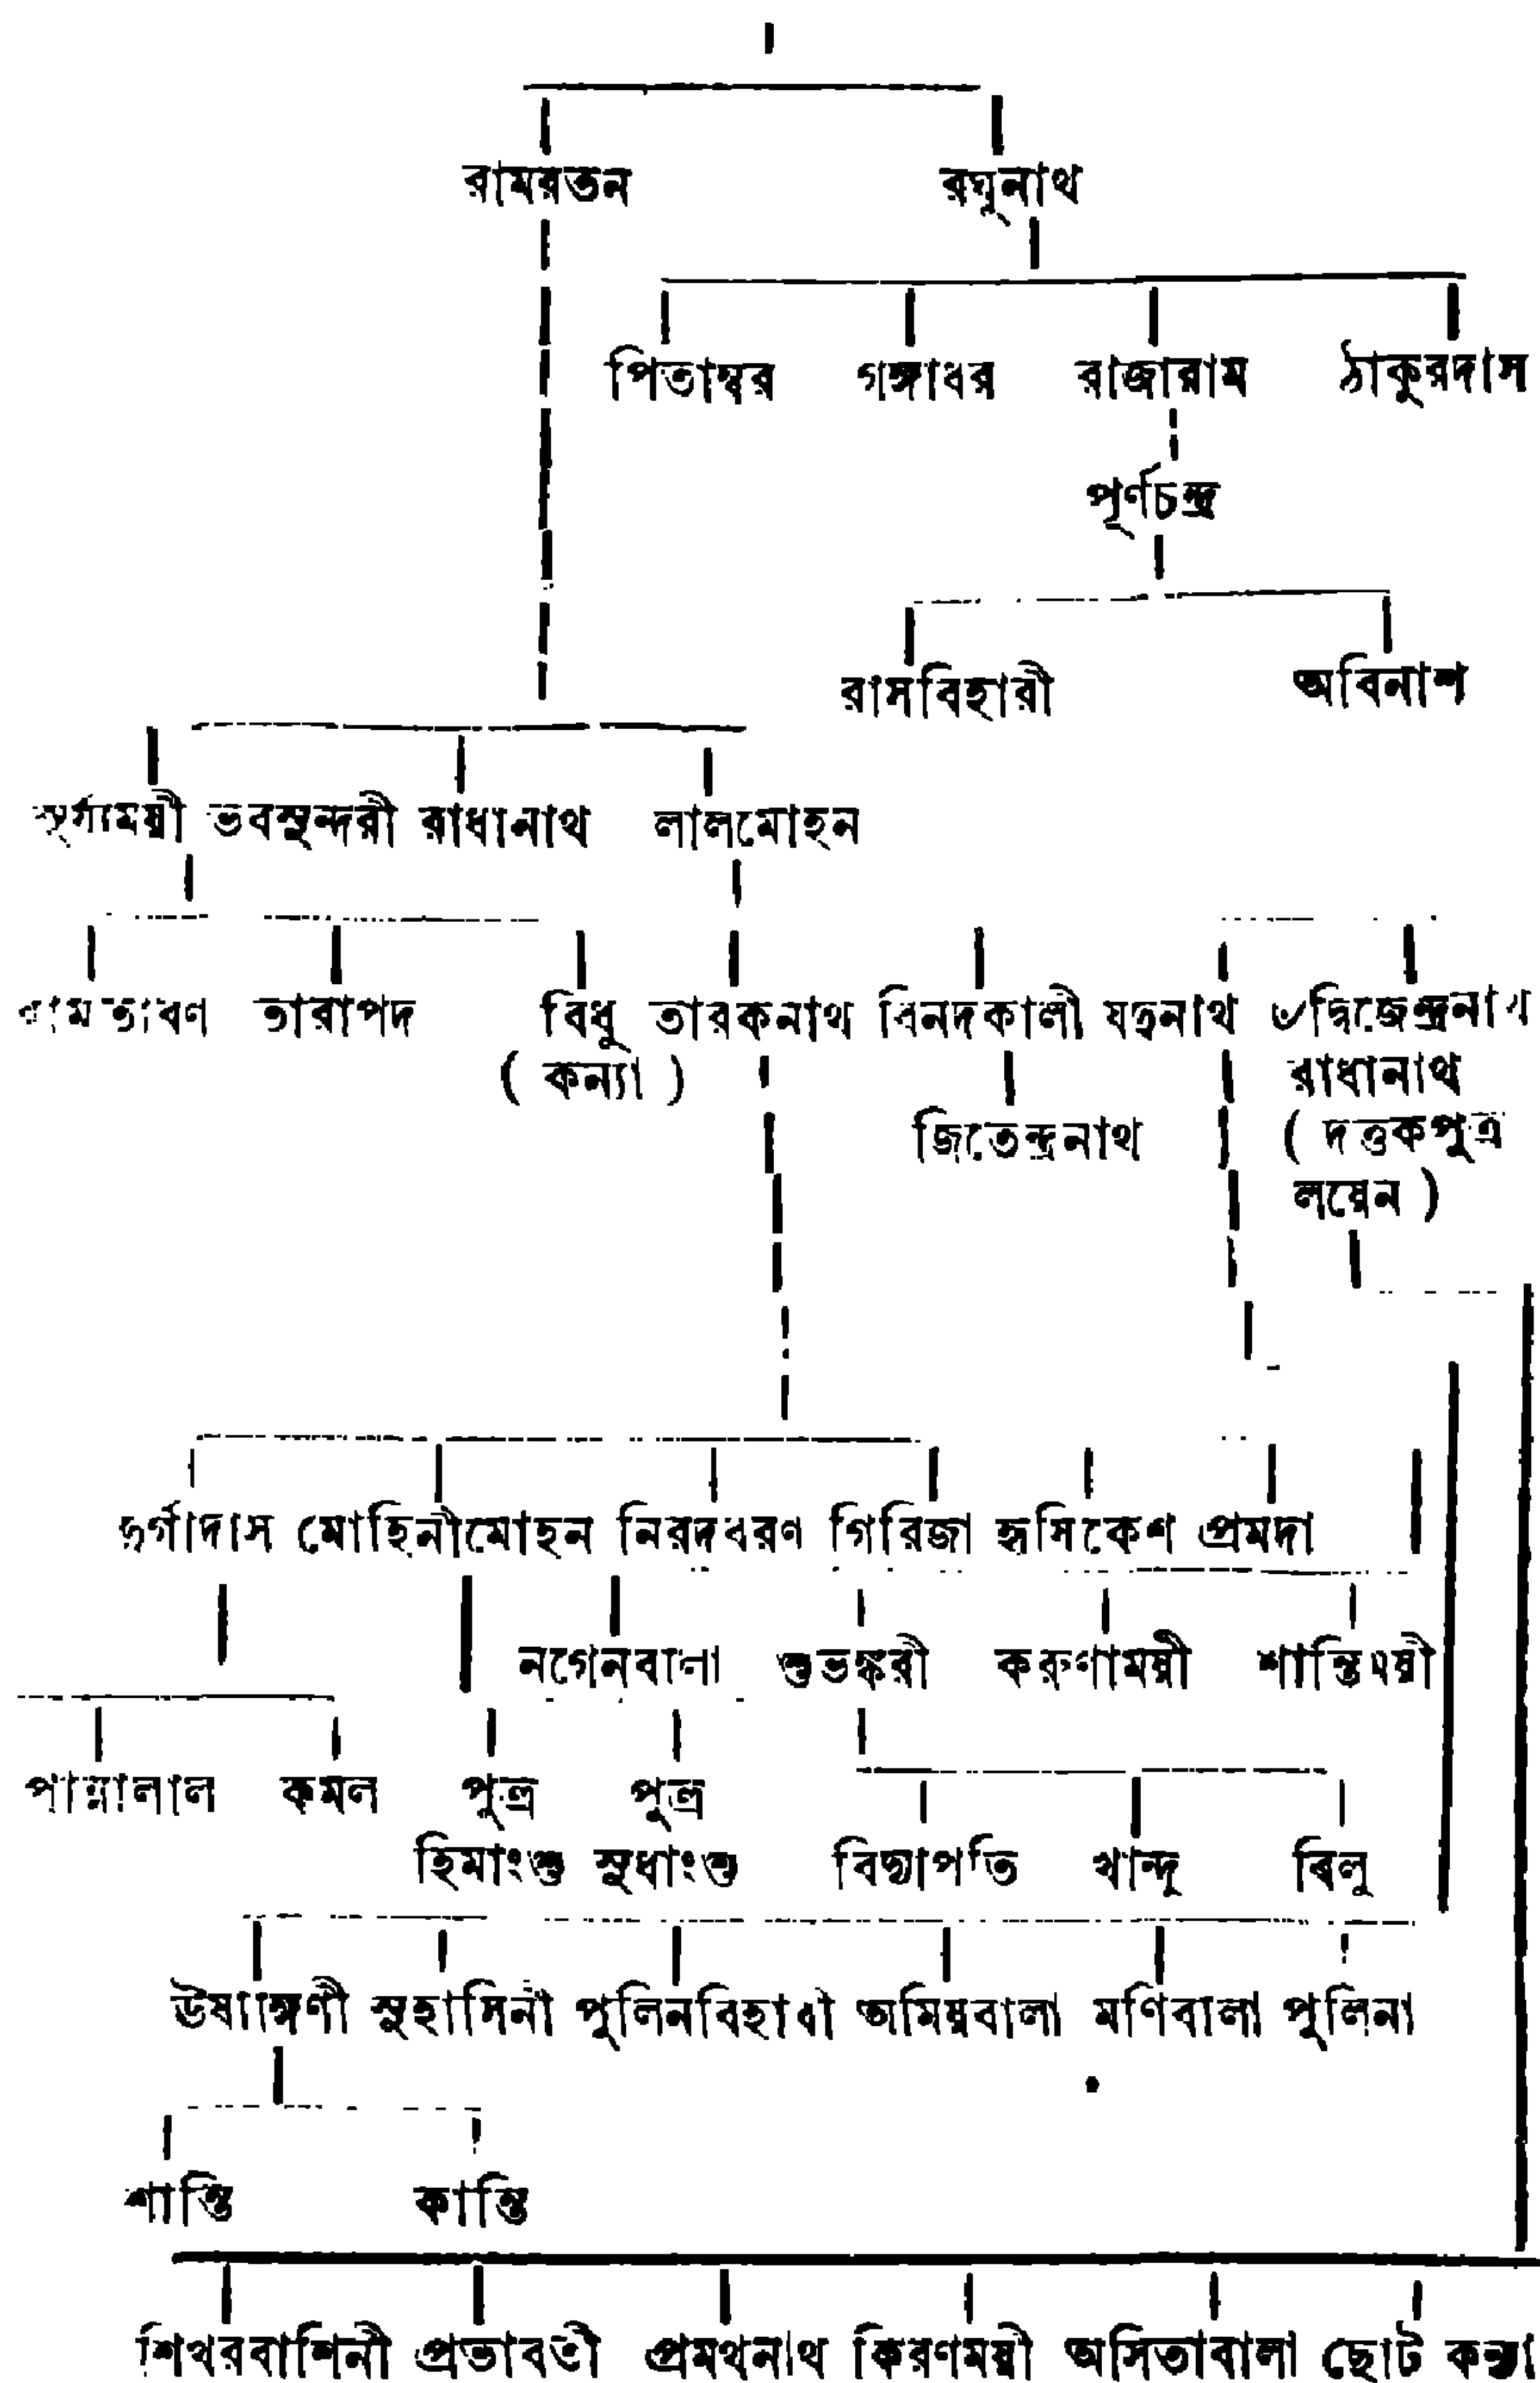 রামরতন রঘুনাথ
পিতাম্বর গঙ্গাধর রাজারাম ঠাকুরদাস
পূর্ণচন্দ্র
রাসবিহারী অবিনাশ
ভবসুন্দরী রাধানাথ লালমোহন
তারাপদ বিধু তারকনাথ বিনদকালী যদুনাথ ৺দ্বিজেন্দ্রনাথ
( কন্যা ) রাধানাথ
জিতেন্দ্রনাথ ( দত্তকপুত্র
লয়েন )
দুর্গাদাস মোহিনীমোহন নিরদবরণ গিরিজা হৃসিকেশ প্রমদা
নগেনবালা শুভঙ্করী করুণাময়ী শান্তিময়ী
পান্নালাল কমল পুত্র পুত্র
হিমাংশু সুধাংশু বিদ্যাপতি খান্দু বিলু
ঊষাঙ্গিণী সুহাসিনী পুলিনবিহারী অমিয়বালা মণিবালা পুলিনা
শান্তি কান্তি
শিখরবাশিনী প্রভাবতী প্রমথনাথ কিরণময়ী অসিতাবালা ছোট কন্যা